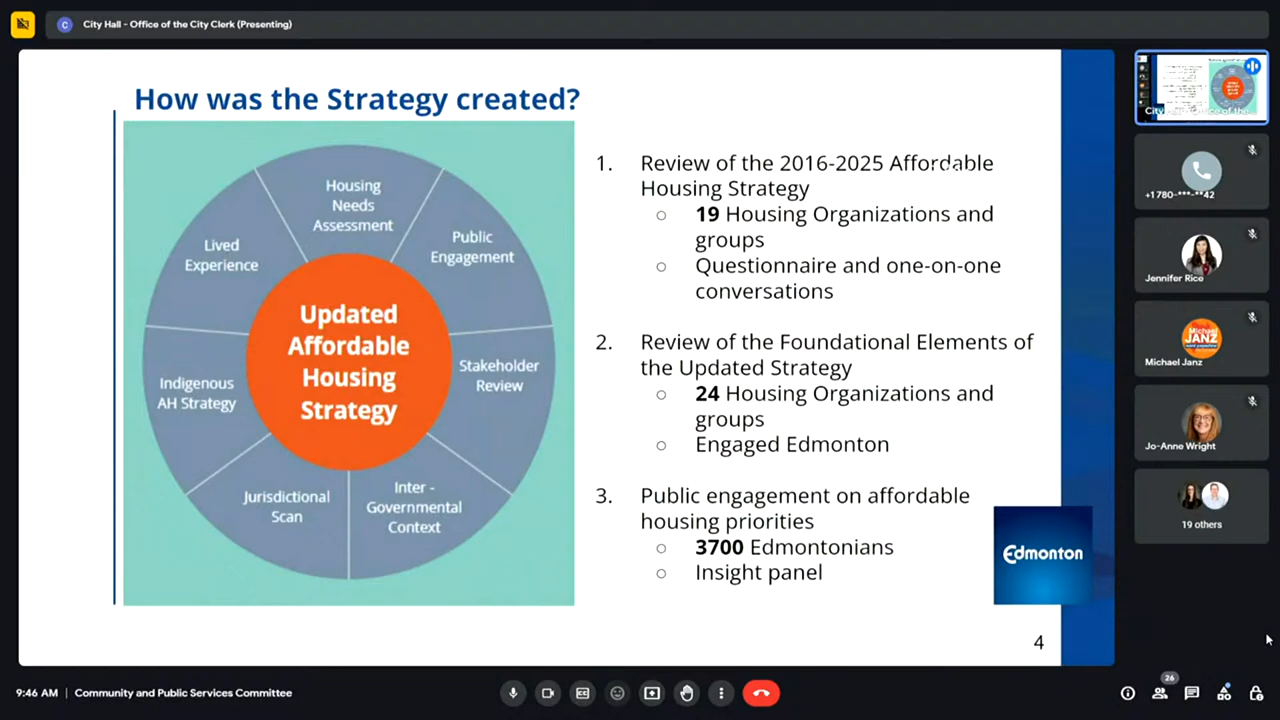 City Hall - Office of the City Clerk (Presenting)
C
How was the Strategy created?
Housing
Needs
Assessment
Public
Engagement
Stakeholder
Review
Inter -
Governmental
Context
Jurisdictional
Scan
Indigenous
AH Strategy
Lived
Experience
Updated
Affordable
Housing
Strategy
1. Review of the 2016-2025 Affordable
Housing Strategy
○ 19 Housing Organizations and
groups
○ Questionnaire and one-on-one
conversations
2. Review of the Foundational Elements of
the Updated Strategy
○ 24 Housing Organizations and
groups
○ Engaged Edmonton
3. Public engagement on affordable
housing priorities
○ 3700 Edmontonians
○ Insight panel
Edmonton
4
+1 780-***-**42
Jennifer Rice
Michael
JANZ
Michael Janz
Jo-Anne Wright
19 others
9:46 AM | Community and Public Services Committee
26